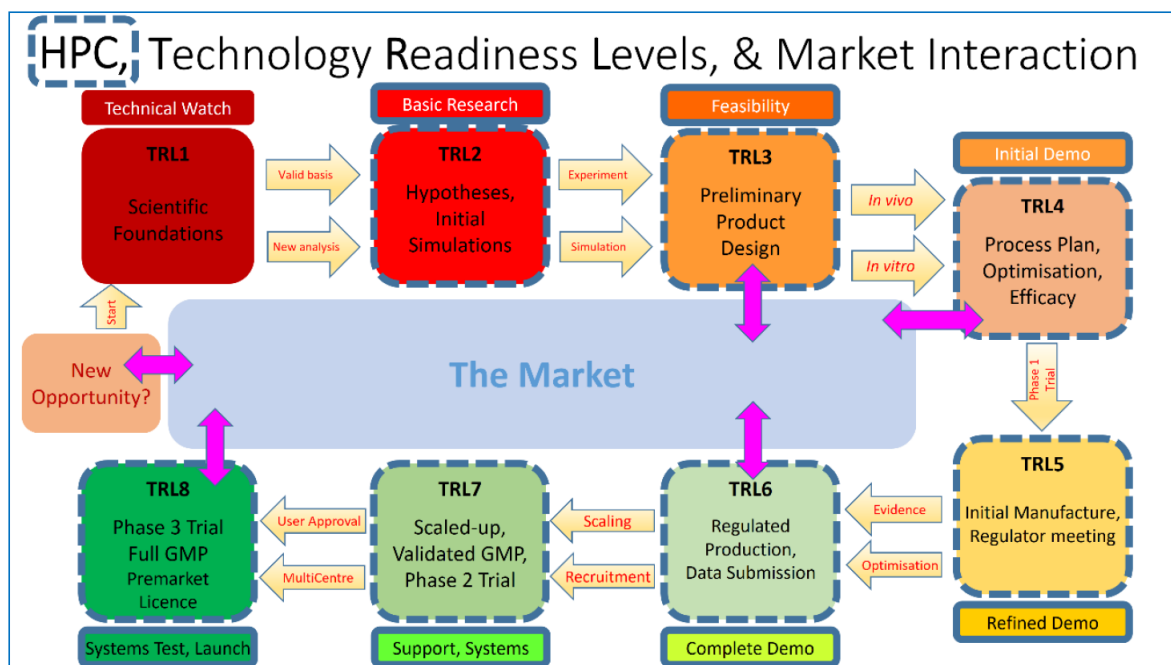 HPC, Technology Readiness Levels, & Market Interaction
Technical Watch
TRL1
Scientific
Foundations
Valid basis
New analysis
Basic Research
TRL2
Hypotheses,
Initial
Simulations
Experiment
Simulation
Feasibility
TRL3
Preliminary
Product
Design
In vivo
In vitro
Initial Demo
TRL4
Process Plan,
Optimisation,
Efficacy
Start
New
Opportunity?
The Market
Phase 1
Trial
TRL5
Initial Manufacture,
Regulator meeting
Refined Demo
Evidence
Optimisation
TRL6
Regulated
Production,
Data Submission
Complete Demo
Scaling
Recruitment
TRL7
Scaled-up,
Validated GMP,
Phase 2 Trial
Support, Systems
User Approval
MultiCentre
TRL8
Phase 3 Trial
Full GMP
Premarket
Licence
Systems Test, Launch